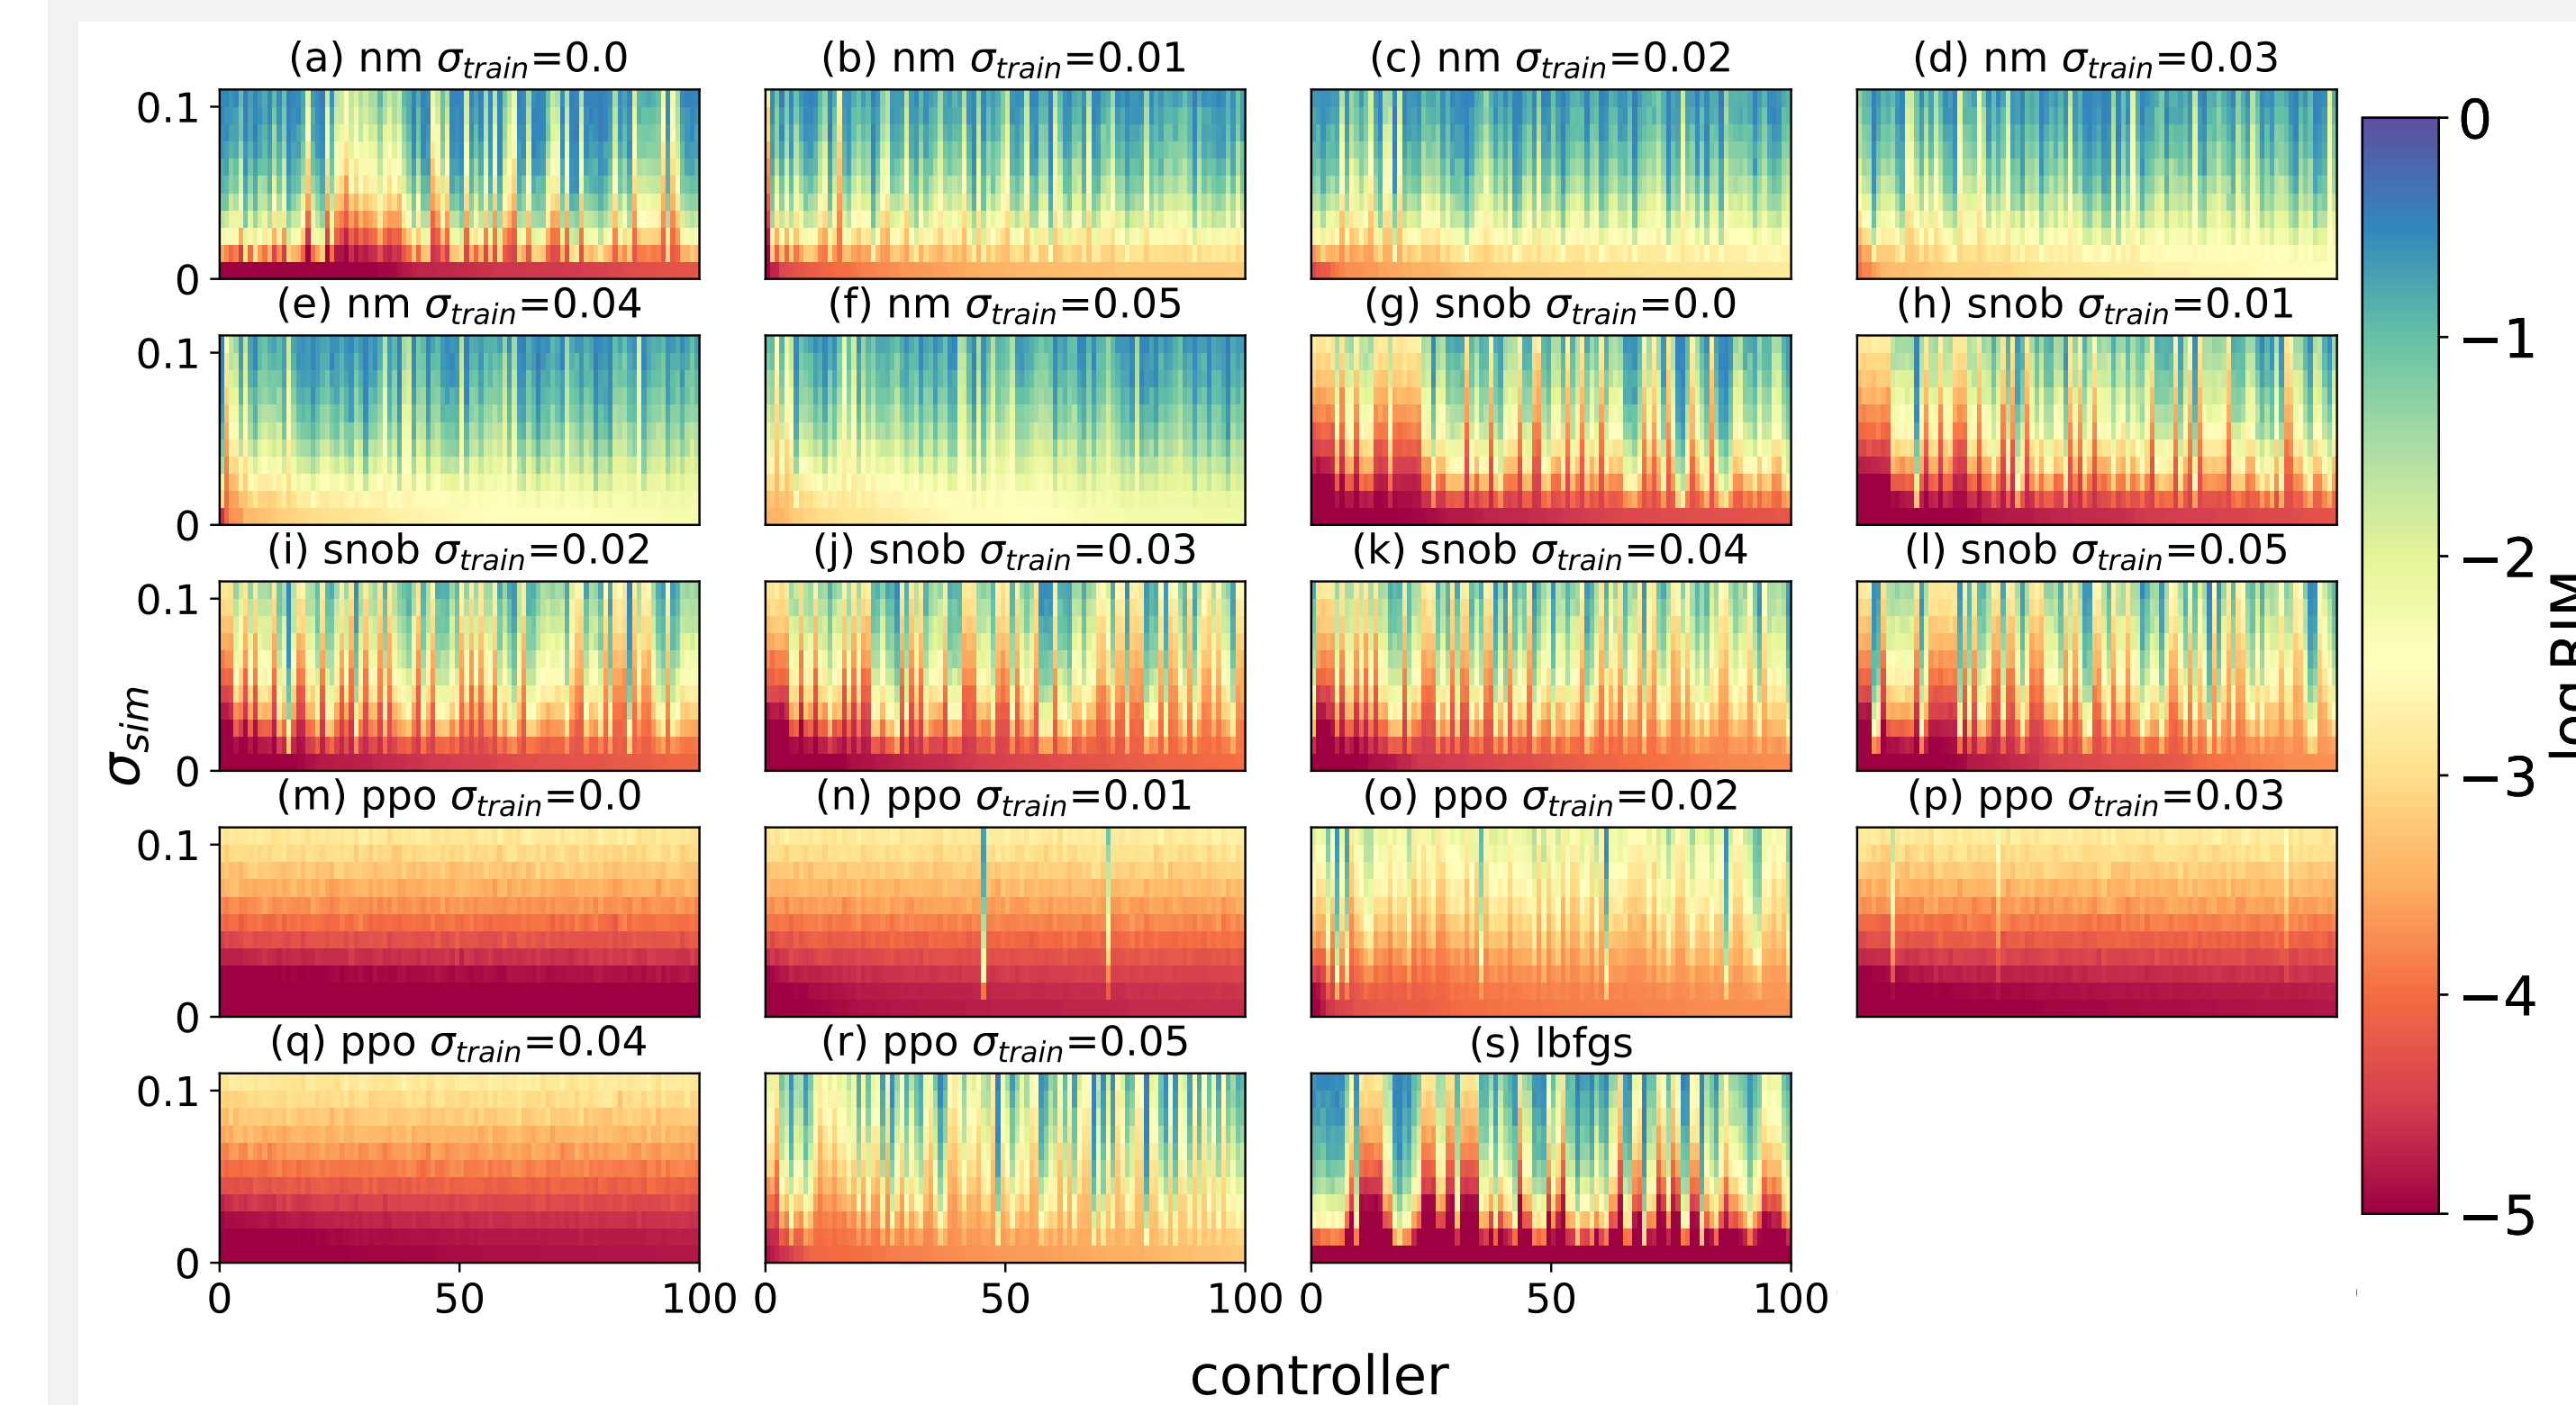 (a) nm σtrain=0.0
(b) nm σtrain=0.01
(c) nm σtrain=0.02
(d) nm σtrain=0.03
0.1
0
(e) nm σtrain=0.04
(f) nm σtrain=0.05
(g) snob σtrain=0.0
(h) snob σtrain=0.01
0.1
0
(i) snob σtrain=0.02
(j) snob σtrain=0.03
(k) snob σtrain=0.04
(l) snob σtrain=0.05
0.1
0
σsim
(m) ppo σtrain=0.0
(n) ppo σtrain=0.01
(o) ppo σtrain=0.02
(p) ppo σtrain=0.03
0.1
0
(q) ppo σtrain=0.04
(r) ppo σtrain=0.05
(s) lbfgs
0.1
0
0 50 100
0 50 100
0 50 100
controller
0
−1
−2
−3
−4
−5
log RIM